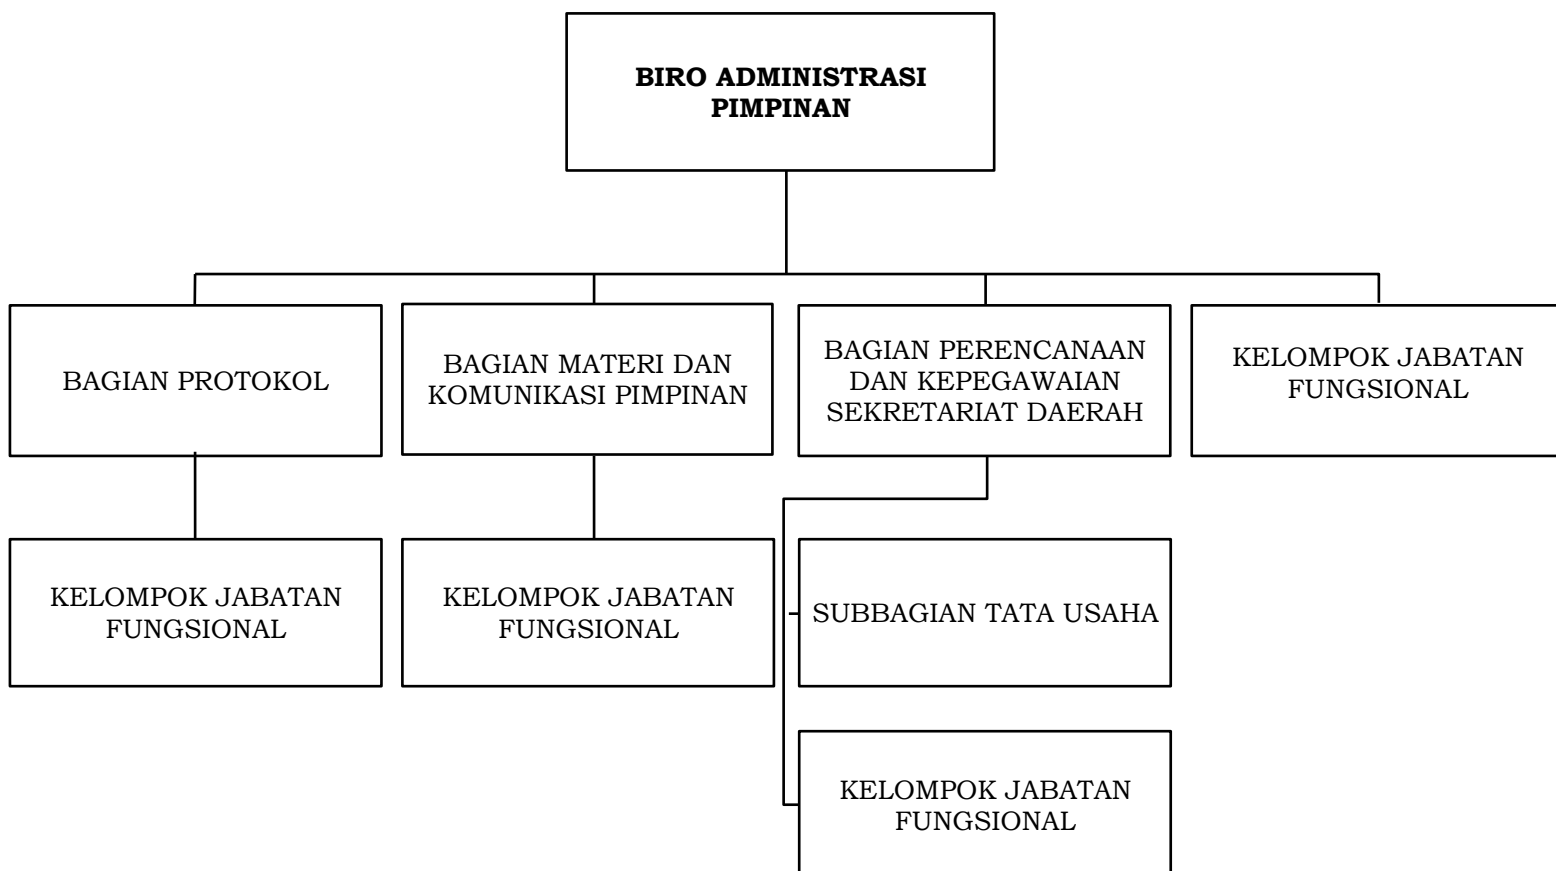 BIRO ADMINISTRASI
PIMPINAN
BAGIAN PROTOKOL
BAGIAN MATERI DAN
KOMUNIKASI PIMPINAN
BAGIAN PERENCANAAN
DAN KEPEGAWAIAN
SEKRETARIAT DAERAH
KELOMPOK JABATAN
FUNGSIONAL
KELOMPOK JABATAN
FUNGSIONAL
KELOMPOK JABATAN
FUNGSIONAL
SUBBAGIAN TATA USAHA
KELOMPOK JABATAN
FUNGSIONAL